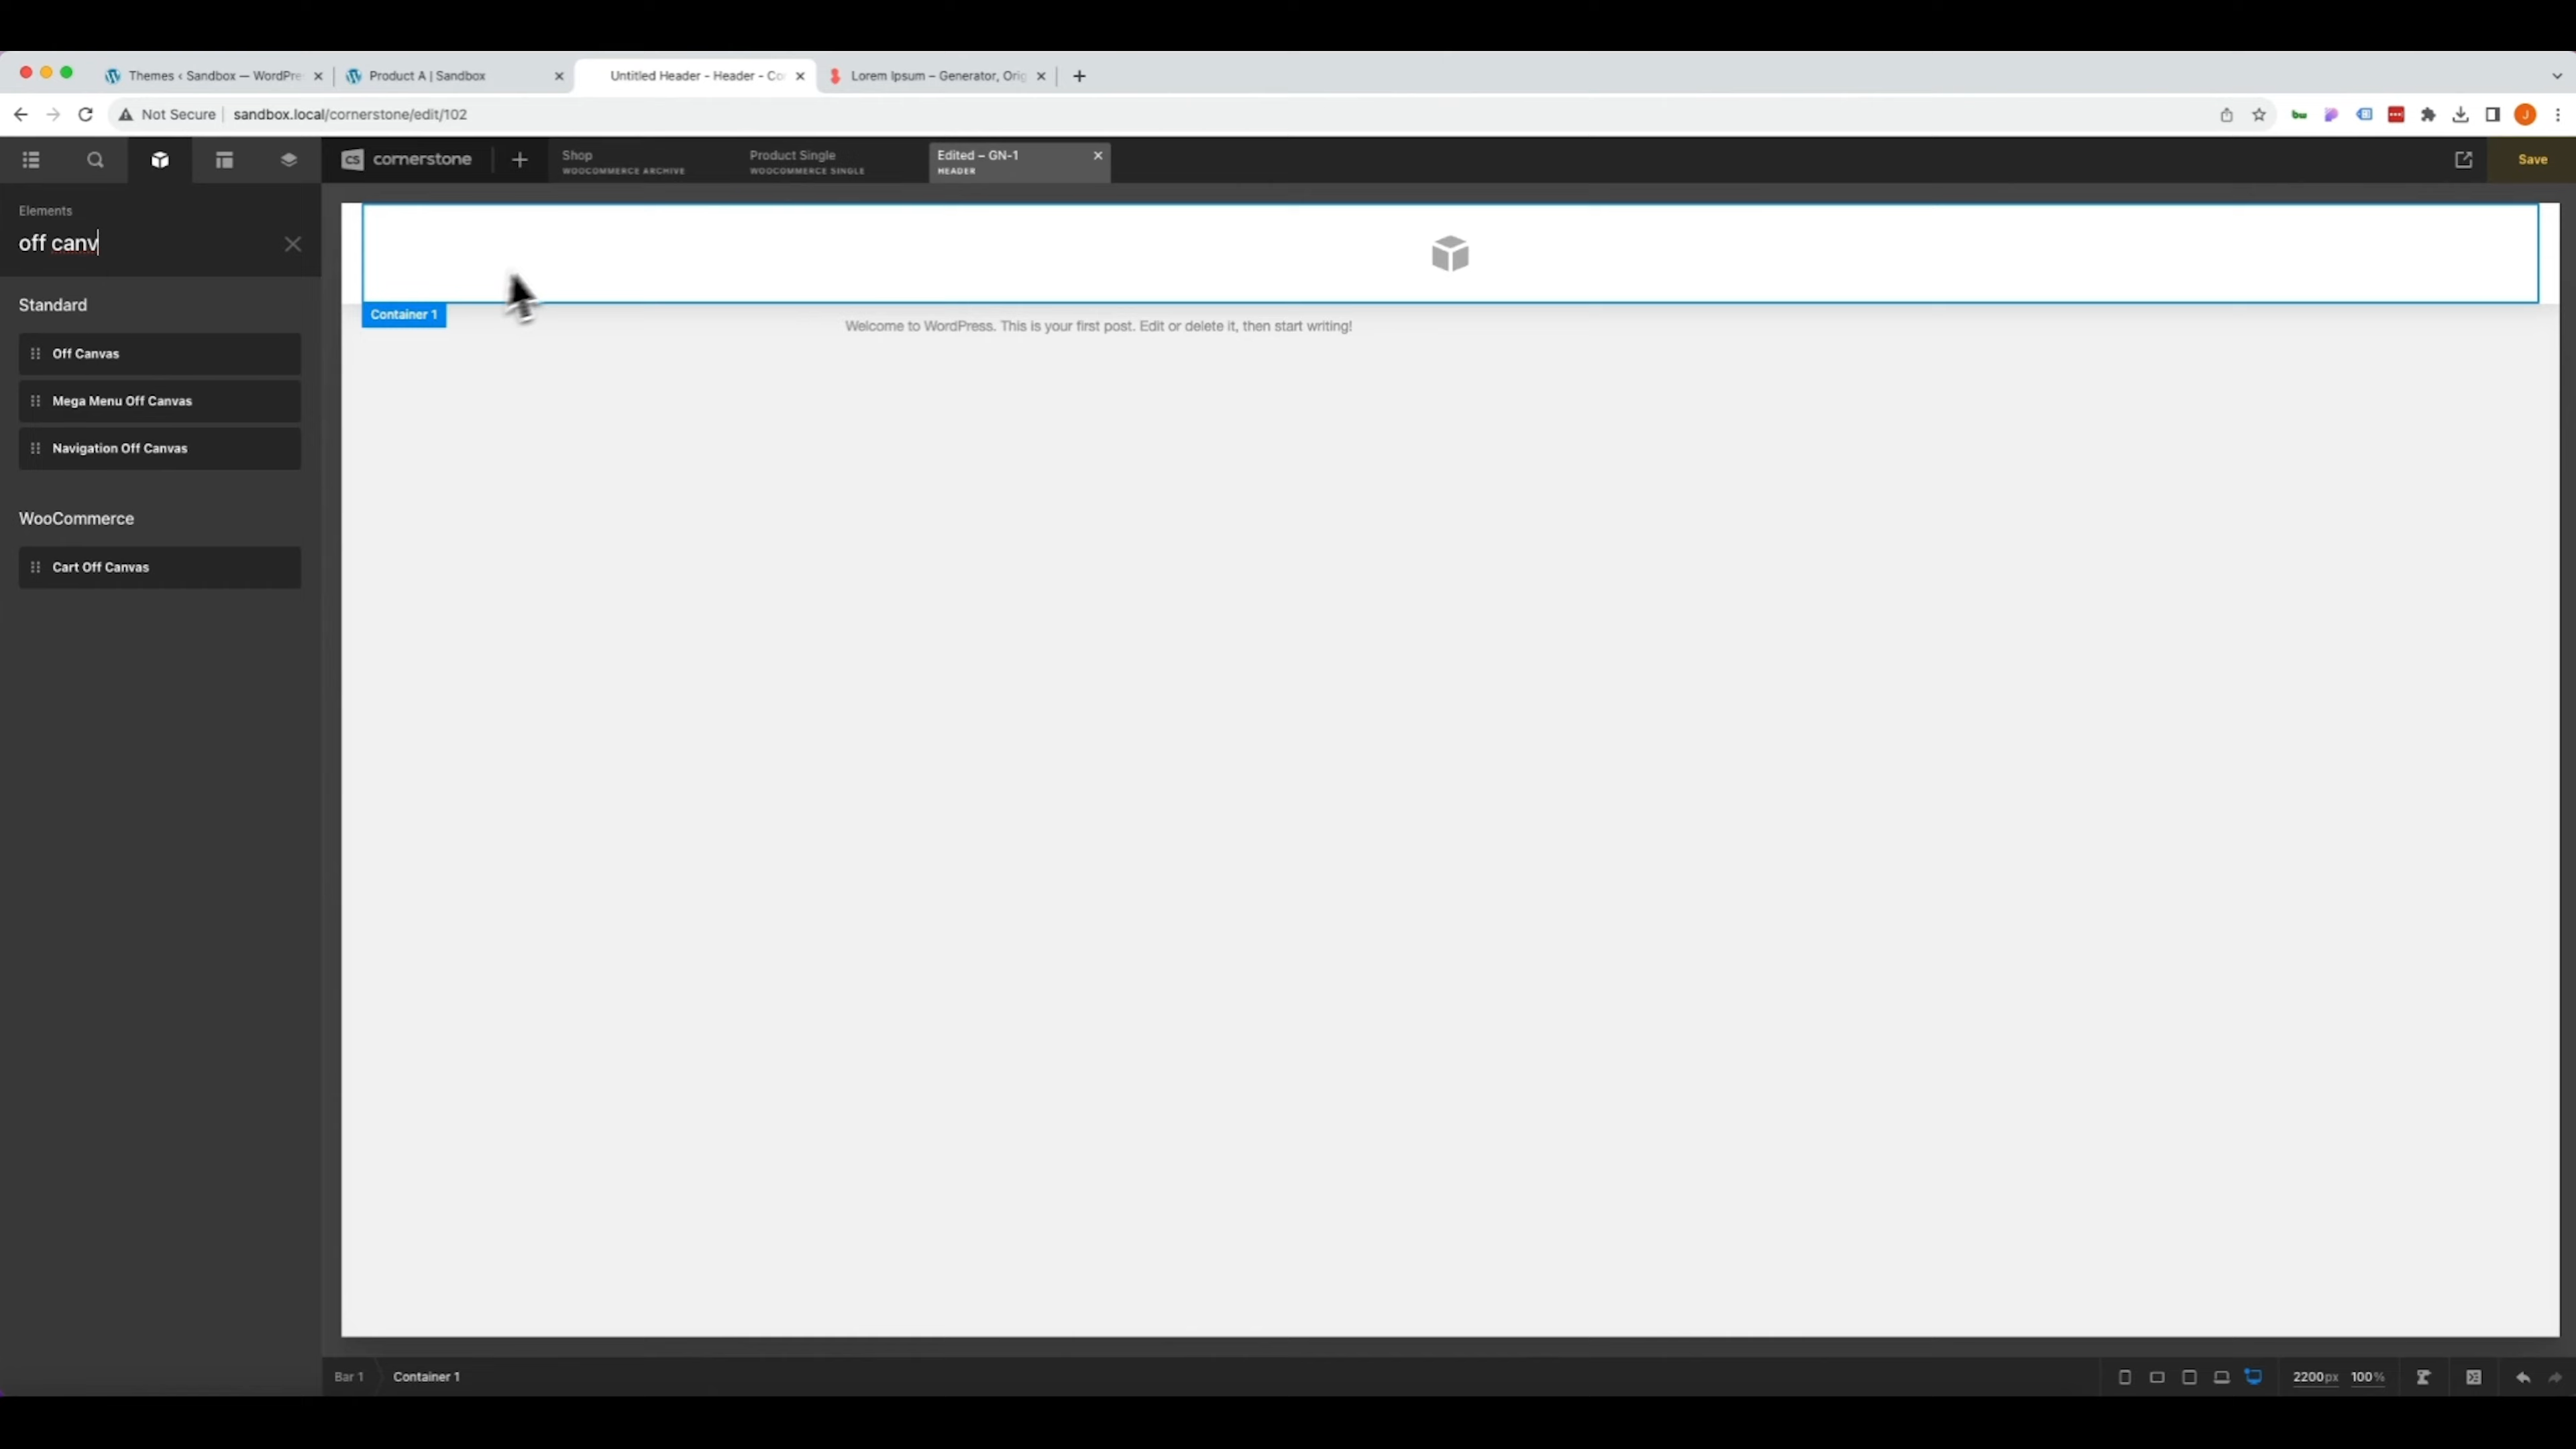 Themes ‹ Sandbox — WordPre
Product A | Sandbox
Untitled Header - Header - Co
Lorem Ipsum – Generator, Orig
Not Secure
sandbox.local/cornerstone/edit/102
J
CS cornerstone
Shop
WOOCOMMERCE ARCHIVE
Product Single
WOOCOMMERCE SINGLE
Edited – GN-1
HEADER
Save
Elements
off canv
Standard
Off Canvas
Mega Menu Off Canvas
Navigation Off Canvas
WooCommerce
Cart Off Canvas
Container 1
Welcome to WordPress. This is your first post. Edit or delete it, then start writing!
Bar 1
Container 1
2200px
100%